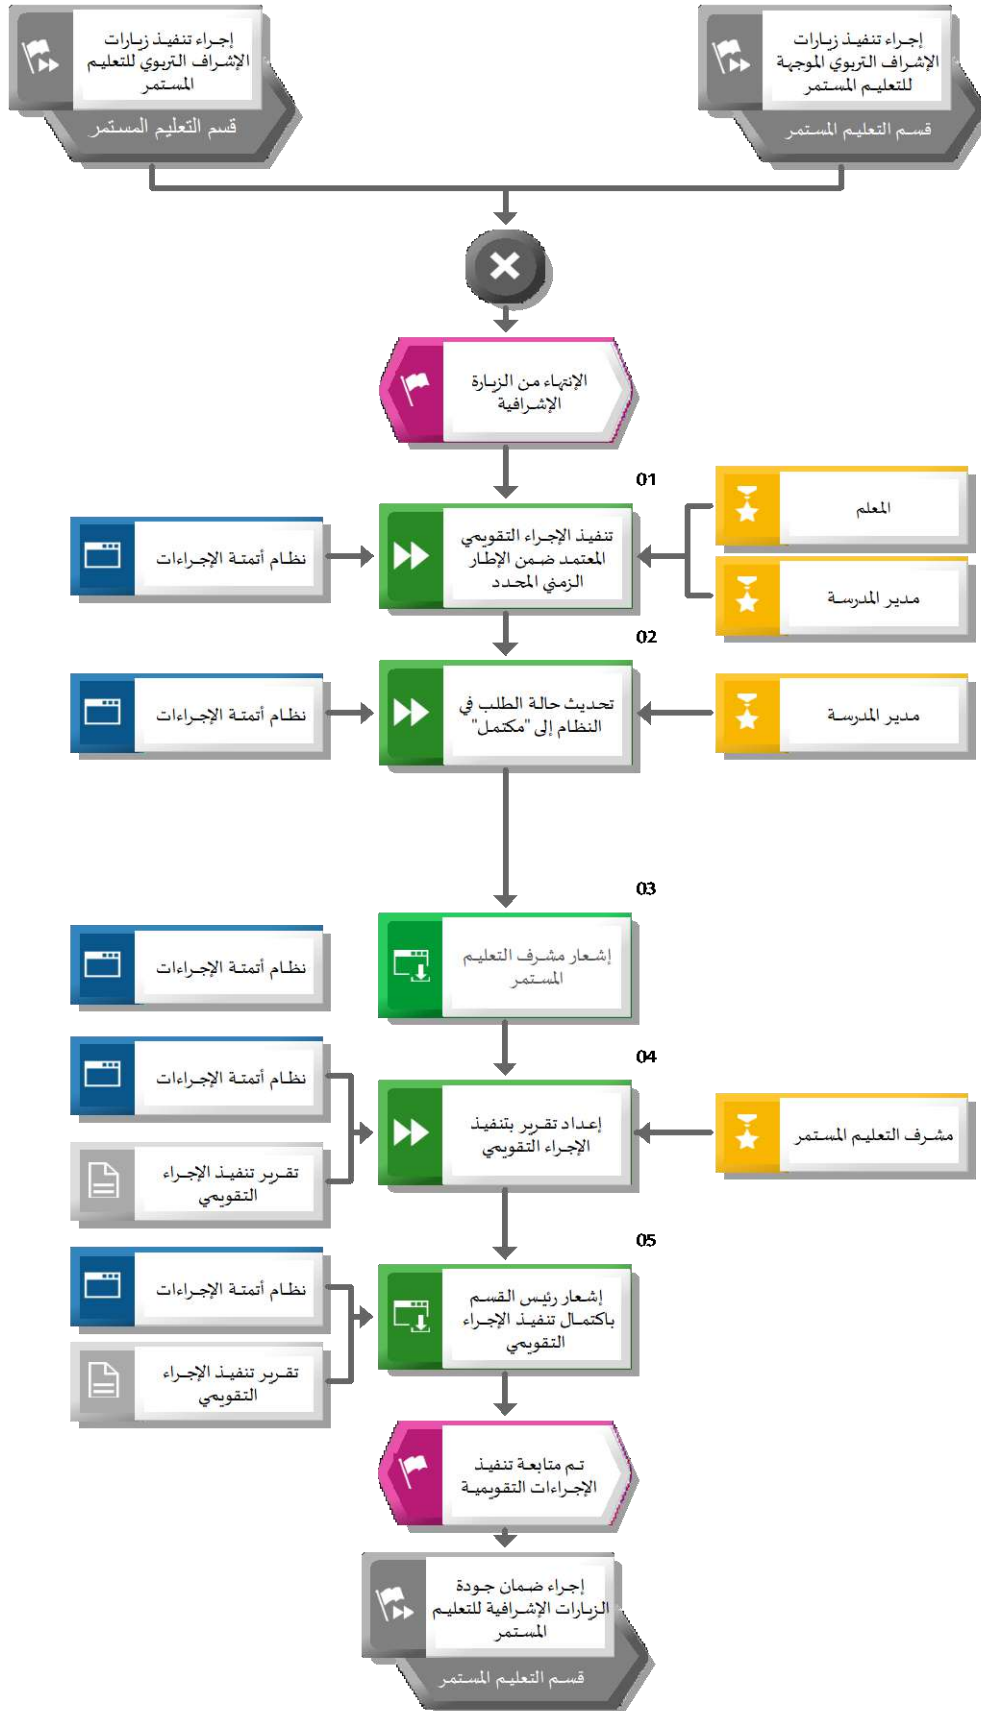 إجراء تنفيذ زيارات
الإشراف التربوي الموجهة
للتعليم المستمر
قسم التعليم المستمر
إجراء تنفيذ زيارات
الإشراف التربوي للتعليم
المستمر
قسم التعليم المستمر
الإنتهاء من الزيارة
الإشرافية
01
المعلم
تنفيذ الإجراء التقويمي
المعتمد ضمن الإطار
الزمني المحدد
نظام أتمتة الإجراءات
مدير المدرسة
02
مدير المدرسة
تحديث حالة الطلب في
النظام إلى "مكتمل"
نظام أتمتة الإجراءات
03
إشعار مشرف التعليم
المستمر
نظام أتمتة الإجراءات
04
مشرف التعليم المستمر
إعداد تقرير بتنفيذ
الإجراء التقويمي
نظام أتمتة الإجراءات
تقرير تنفيذ الإجراء
التقويمي
05
إشعار رئيس القسم
باكتمال تنفيذ الإجراء
التقويمي
نظام أتمتة الإجراءات
تقرير تنفيذ الإجراء
التقويمي
تم متابعة تنفيذ
الإجراءات التقويمية
إجراء ضمان جودة
الزيارات الإشرافية للتعليم
المستمر
قسم التعليم المستمر